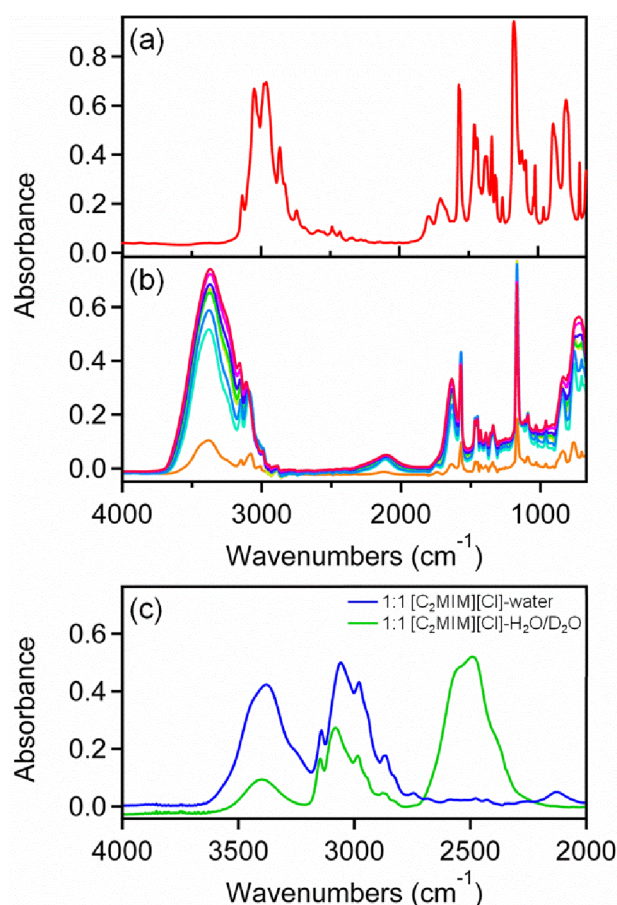 (a)
0.8
0.6
0.4
0.2
0.0
(b)
0.6
0.4
0.2
0.0
4000 3000 2000 1000
Wavenumbers (cm⁻¹)
Absorbance
(c)
1:1 [C₂MIM][Cl]-water
1:1 [C₂MIM][Cl]-H₂O/D₂O
0.6
0.4
0.2
0.0
4000 3500 3000 2500 2000
Wavenumbers (cm⁻¹)
Absorbance